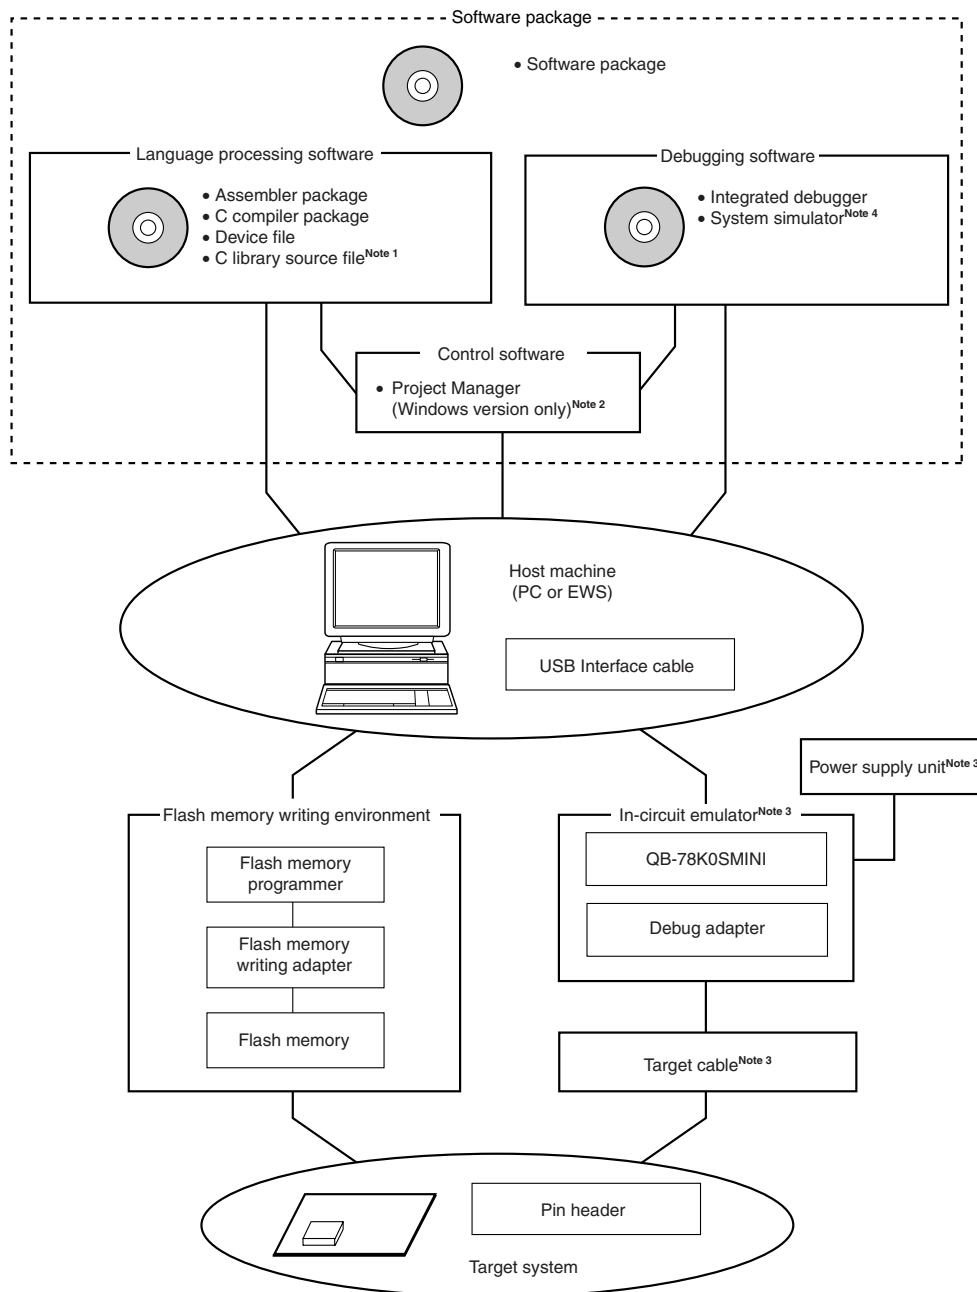 Software package
• Software package
Language processing software
• Assembler package
• C compiler package
• Device file
• C library source fileNote 1
Debugging software
• Integrated debugger
• System simulatorNote 4
Control software
• Project Manager
(Windows version only)Note 2
Host machine
(PC or EWS)
USB Interface cable
Power supply unitNote 3
Flash memory writing environment
Flash memory
programmer
Flash memory
writing adapter
Flash memory
In-circuit emulatorNote 3
QB-78K0SMINI
Debug adapter
Target cableNote 3
Pin header
Target system